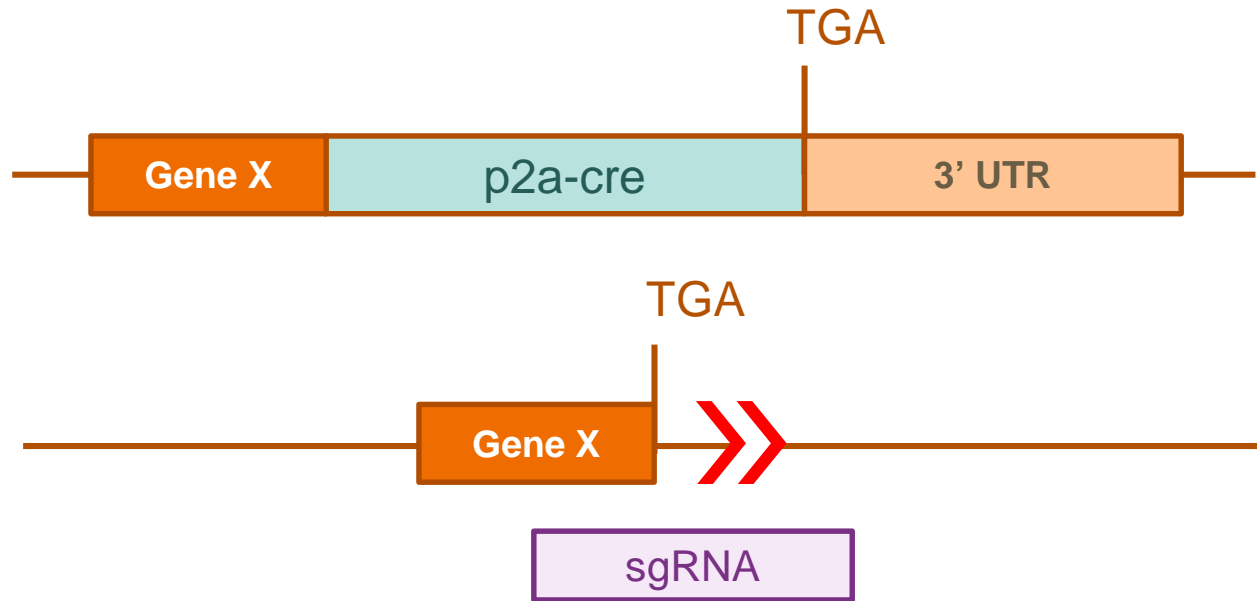 TGA
Gene X
p2a-cre
3’ UTR
TGA
Gene X
sgRNA